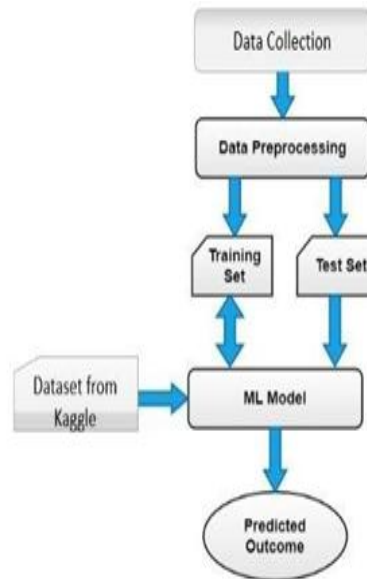 Data Collection
Data Preprocessing
Training
Set
Test Set
Dataset from
Kaggle
ML Model
Predicted
Outcome